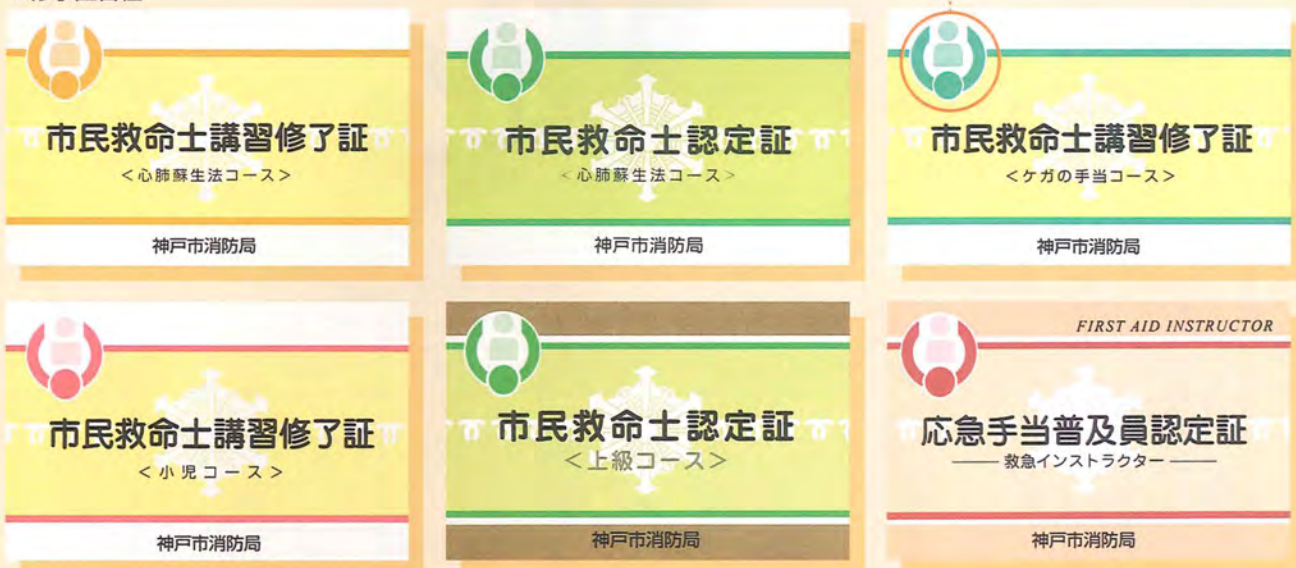 市民救命士講習修了証
<心肺蘇生法コース>
神戸市消防局
市民救命士認定証
<心肺蘇生法コース>
神戸市消防局
市民救命士講習修了証
<ケガの手当コース>
神戸市消防局
市民救命士講習修了証
<小児コース>
神戸市消防局
市民救命士認定証
<上級コース>
神戸市消防局
FIRST AID INSTRUCTOR
応急手当普及員認定証
救急インストラクター
神戸市消防局